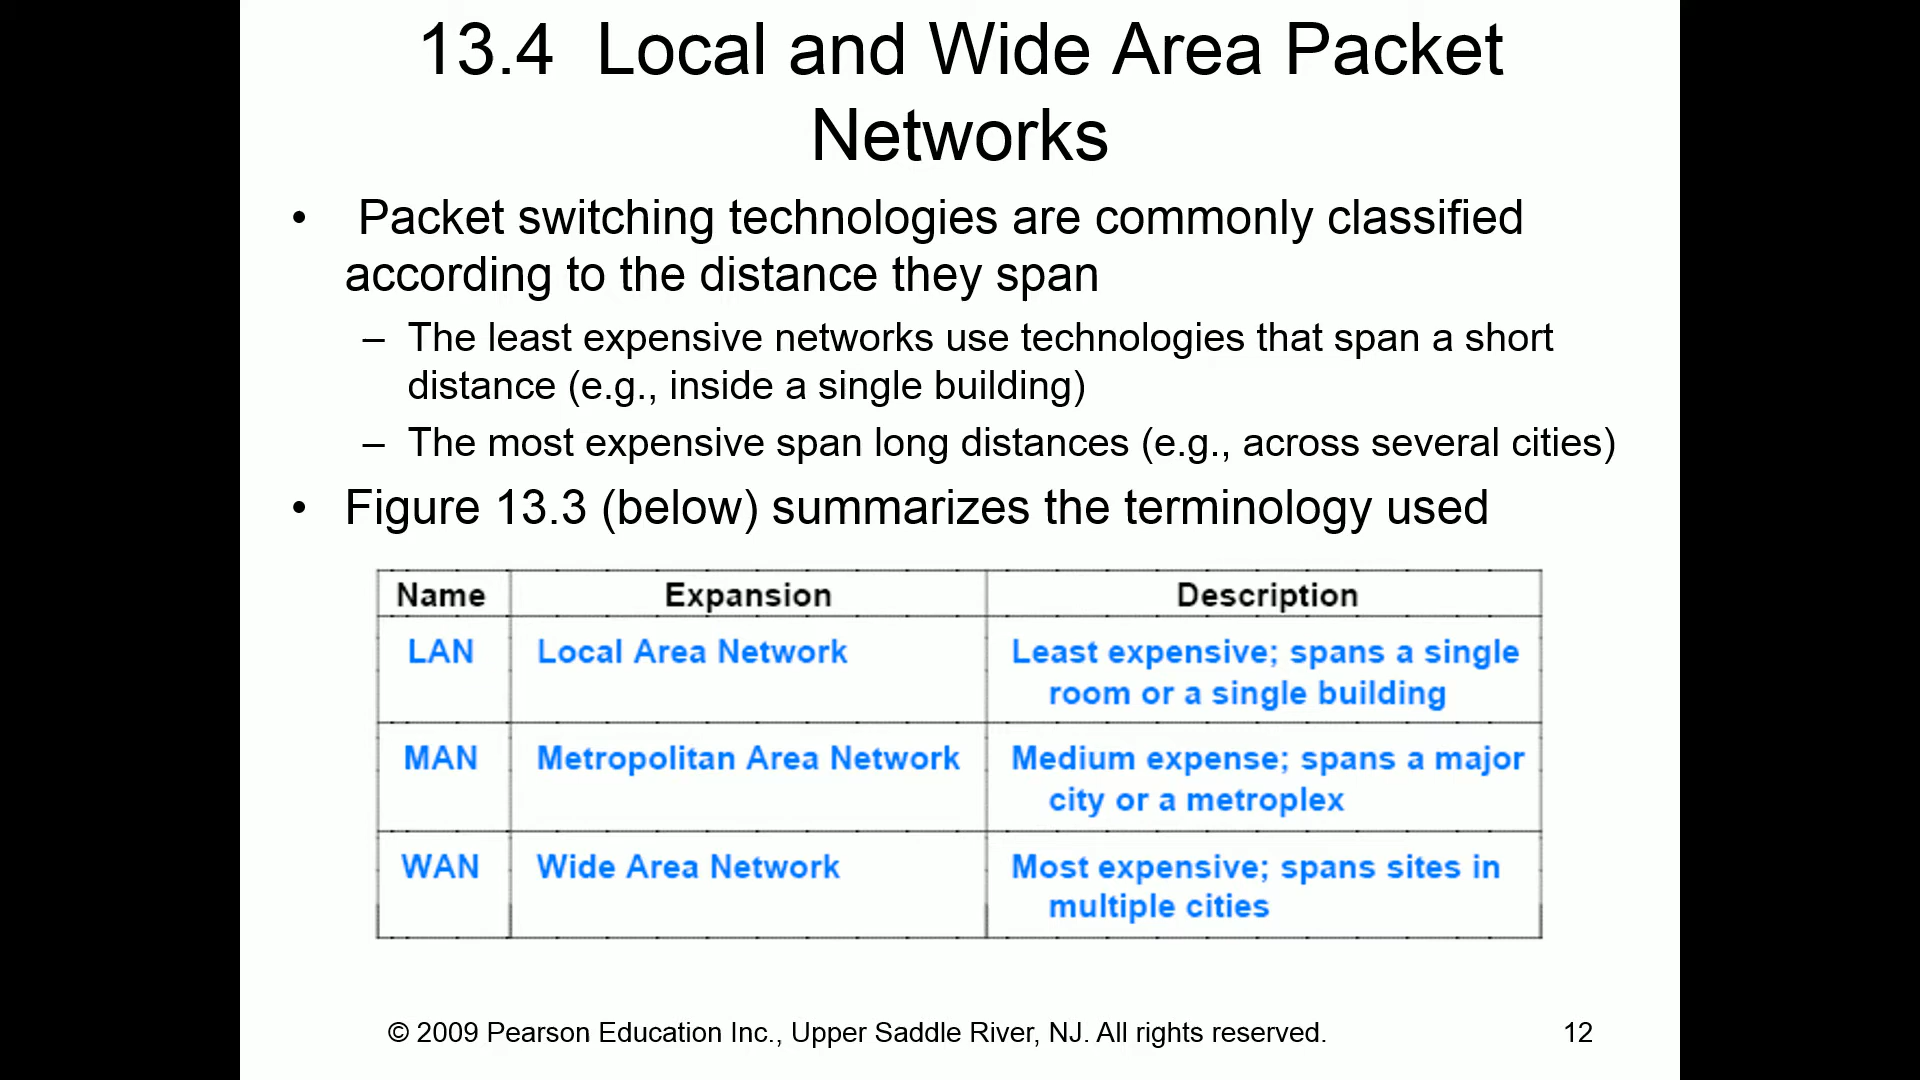 13.4 Local and Wide Area Packet
Networks
• Packet switching technologies are commonly classified
according to the distance they span
– The least expensive networks use technologies that span a short
distance (e.g., inside a single building)
– The most expensive span long distances (e.g., across several cities)
• Figure 13.3 (below) summarizes the terminology used
Name Expansion Description
LAN Local Area Network Least expensive; spans a single
room or a single building
MAN Metropolitan Area Network Medium expense; spans a major
city or a metroplex
WAN Wide Area Network Most expensive; spans sites in
multiple cities
© 2009 Pearson Education Inc., Upper Saddle River, NJ. All rights reserved. 12